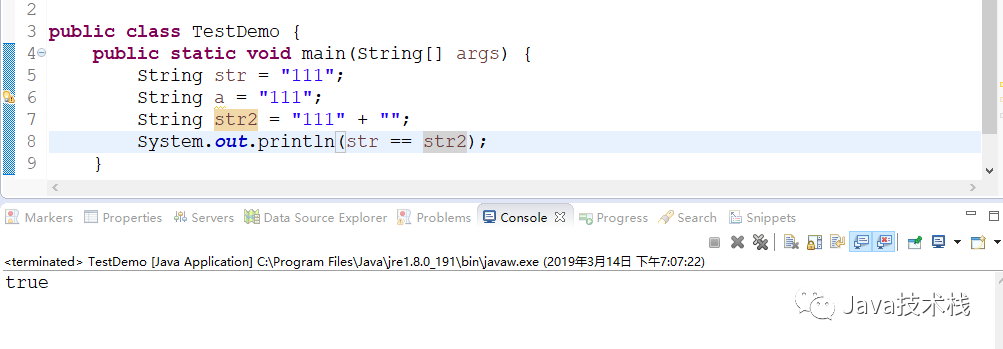 2
3 public class TestDemo {
4 public static void main(String[] args) {
5 String str = "111";
6 String a = "111";
7 String str2 = "111" + "";
8 System.out.println(str == str2);
9 }
Markers Properties Servers Data Source Explorer Problems Console Progress Search Snippets
<terminated> TestDemo [Java Application] C:\Program Files\Java\jre1.8.0_191\bin\javaw.exe (2019年3月14日 下午7:07:22)
true
Java技术栈